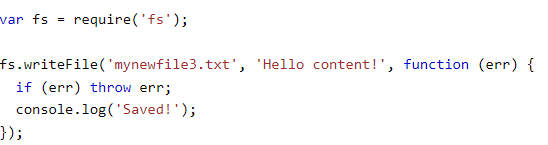 var fs = require('fs');

fs.writeFile('mynewfile3.txt', 'Hello content!', function (err) {
  if (err) throw err;
  console.log('Saved!');
});